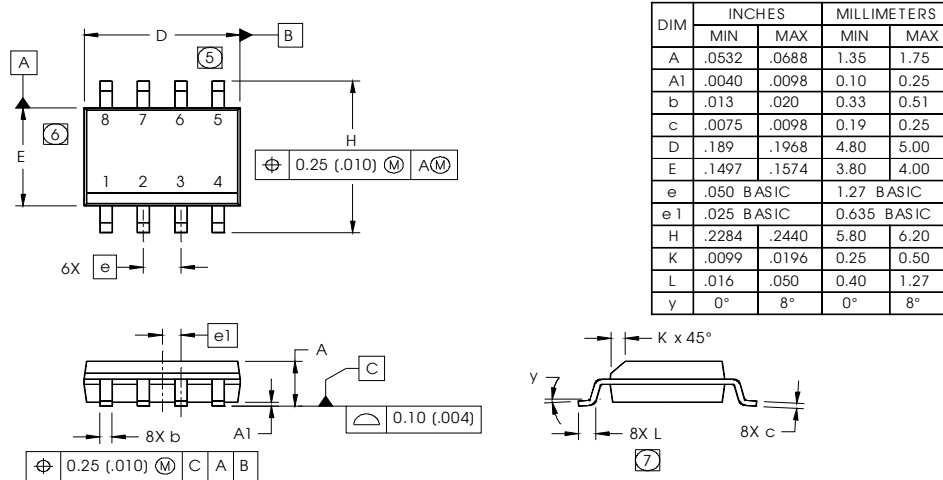 D
B
5
A
8 7 6 5
6
E
H
⌖ 0.25 (.010) Ⓜ AⓂ
1 2 3 4
6X e
DIM INCHES MILLIMETERS
MIN MAX MIN MAX
A .0532 .0688 1.35 1.75
A1 .0040 .0098 0.10 0.25
b .013 .020 0.33 0.51
c .0075 .0098 0.19 0.25
D .189 .1968 4.80 5.00
E .1497 .1574 3.80 4.00
e .050 BASIC 1.27 BASIC
e1 .025 BASIC 0.635 BASIC
H .2284 .2440 5.80 6.20
K .0099 .0196 0.25 0.50
L .016 .050 0.40 1.27
y 0° 8° 0° 8°
e1
A
C
A1
8X b
⌓ 0.10 (.004)
⌖ 0.25 (.010) Ⓜ C A B
K x 45°
y
8X L
8X c
7